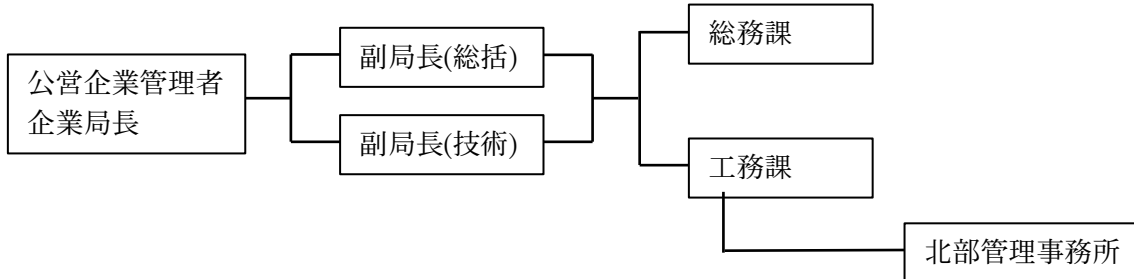 公営企業管理者
企業局長
副局長(総括)
副局長(技術)
総務課
工務課
北部管理事務所